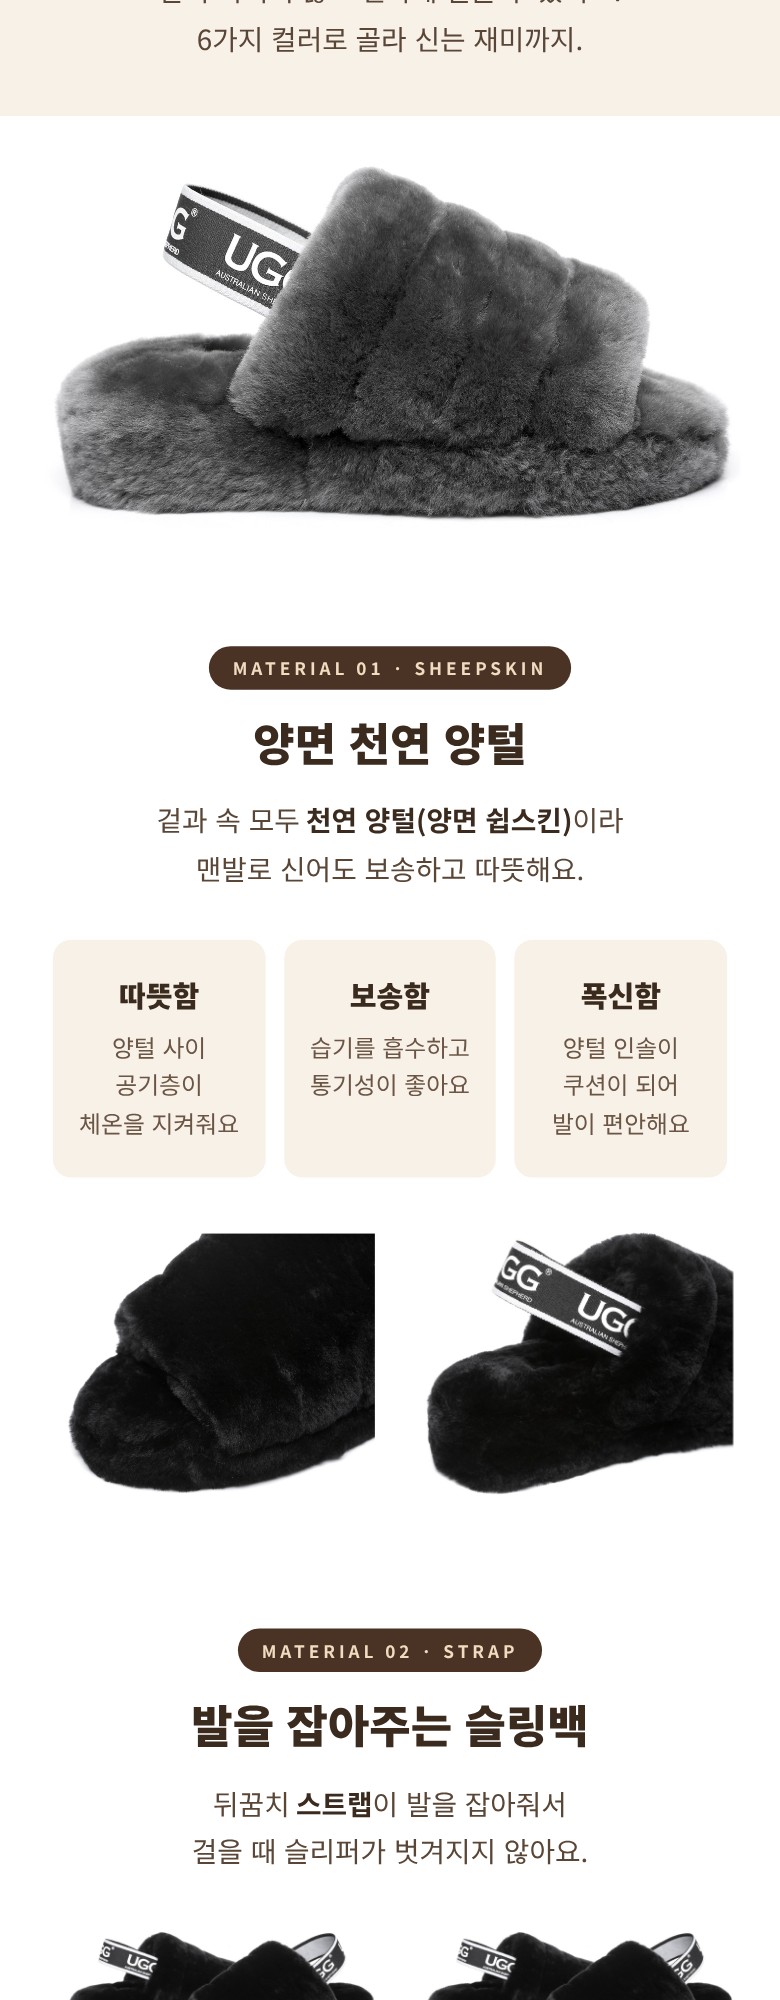 6가지 컬러로 골라 신는 재미까지.
G®
UG
AUSTRALIAN SHE
MATERIAL 01 · SHEEPSKIN
양면 천연 양털
겉과 속 모두 천연 양털(양면 쉽스킨)이라
맨발로 신어도 보송하고 따뜻해요.
따뜻함
양털 사이
공기층이
체온을 지켜줘요
보송함
습기를 흡수하고
통기성이 좋아요
폭신함
양털 인솔이
쿠션이 되어
발이 편안해요
GG®
SHEPHERD
UGG
AUSTRALIAN SHEPH
MATERIAL 02 · STRAP
발을 잡아주는 슬링백
뒤꿈치 스트랩이 발을 잡아줘서
걸을 때 슬리퍼가 벗겨지지 않아요.
G
UGG
G
UGG